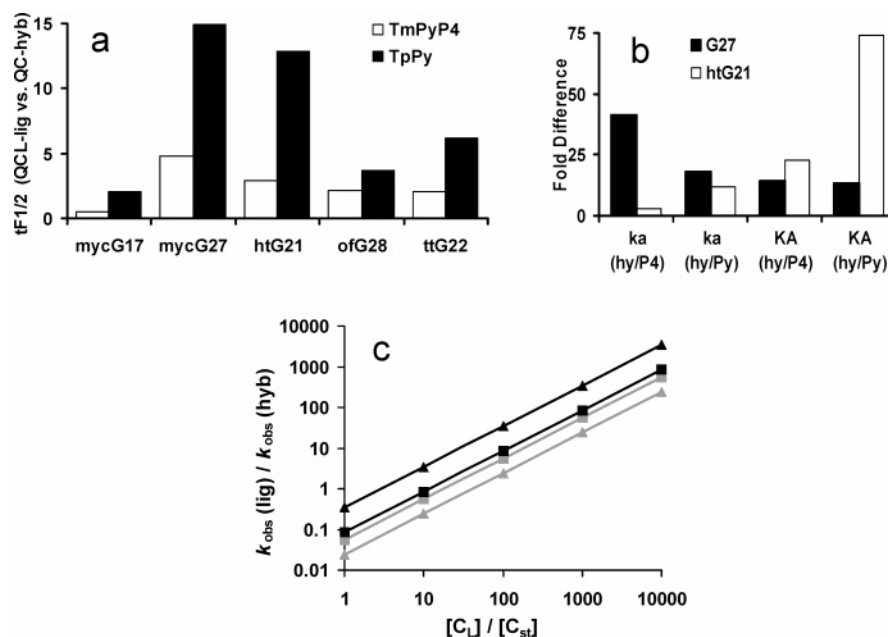 a
TmPyP4
TpPy
tF1/2 (QCL-lig vs. QC-hyb)
15
10
5
0
mycG17 mycG27 htG21 ofG28 ttG22
b
G27
htG21
Fold Difference
75
50
25
0
ka ka KA KA
(hy/P4) (hy/Py) (hy/P4) (hy/Py)
c
k obs (lig) / k obs (hyb)
10000
1000
100
10
1
0.1
0.01
1 10 100 1000 10000
[CL] / [Cst]